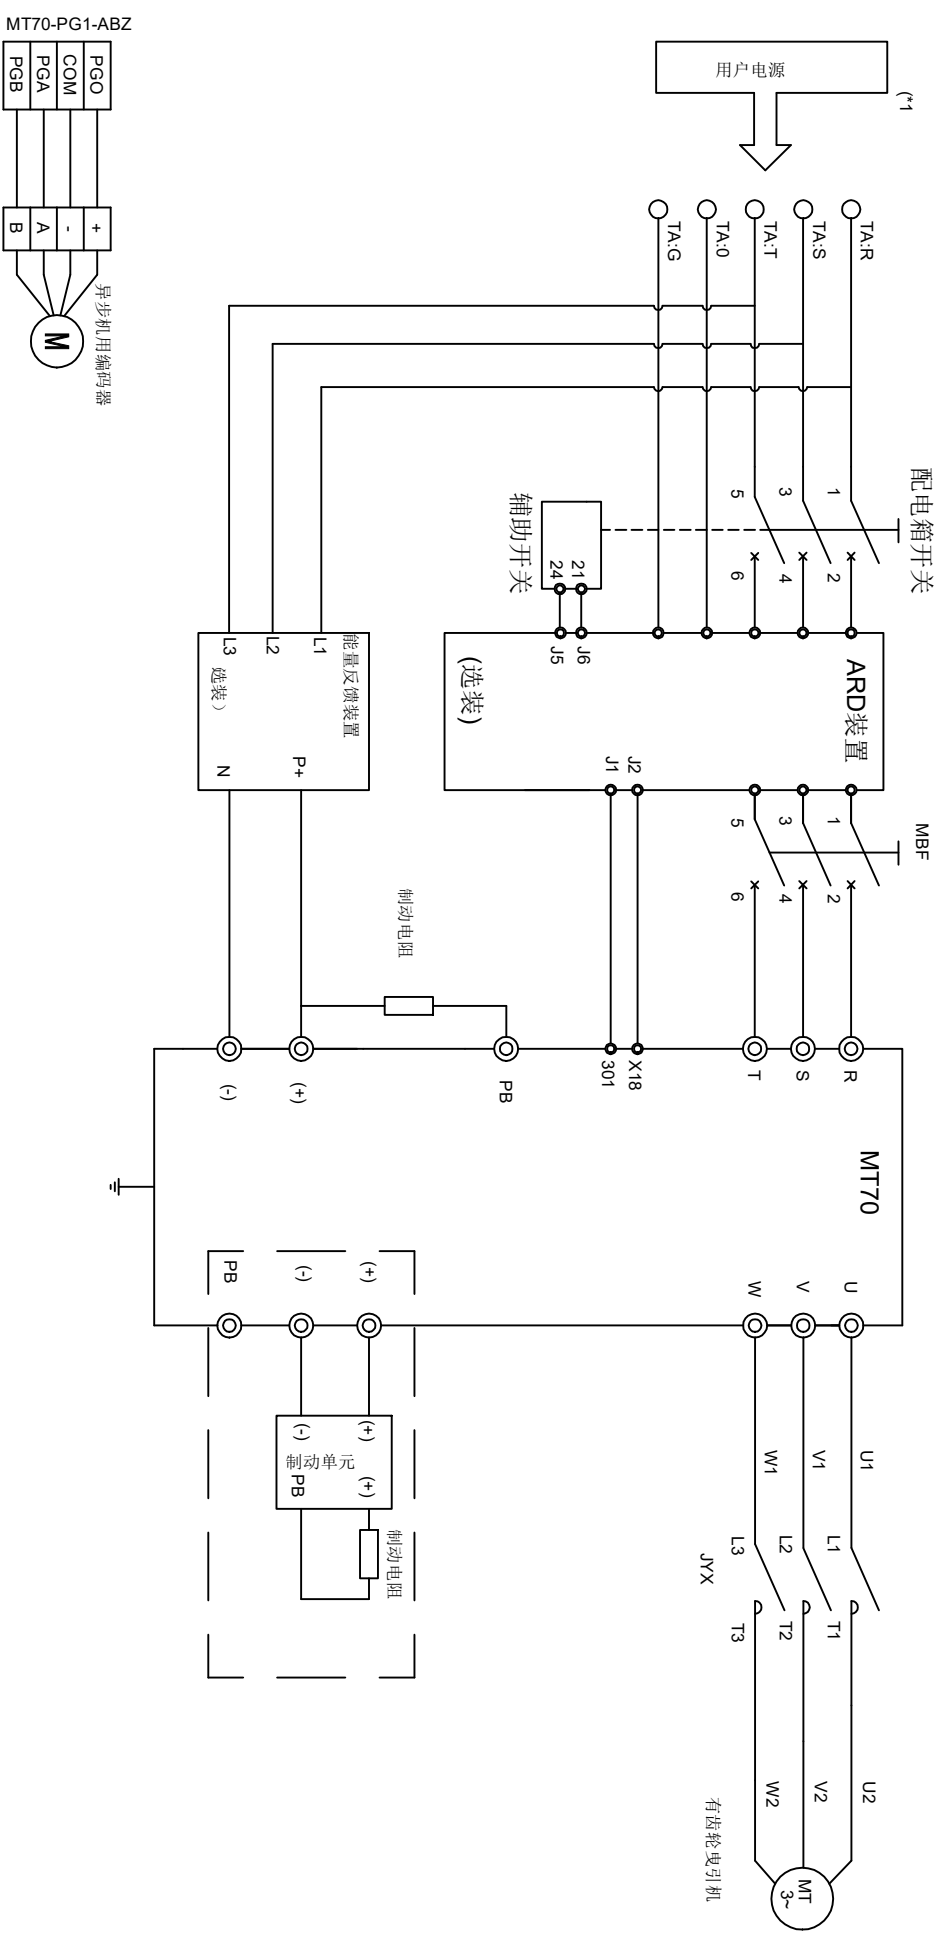 MT70-PG1-ABZ
PGO
COM
PGA
PGB
+
-
A
B
M
异步机用编码器
用户电源
(*1
TA:R
TA:S
TA:T
TA:0
TA:G
配电箱开关
1
3
5
2
4
6
辅助开关
21
24
J6
J5
ARD装置
(选装)
J2
J1
能量反馈装置
选装）
L1
L2
L3
P+
N
MBF
1
3
5
2
4
6
制动电阻
R
S
T
X18
301
PB
(+)
(-)
MT70
U
V
W
(+)
(-)
PB
(+)
(-)
制动单元
(+)
PB
制动电阻
U1
V1
W1
L1
L2
L3
JYX
T1
T2
T3
U2
V2
W2
MT
3~
有齿轮曳引机